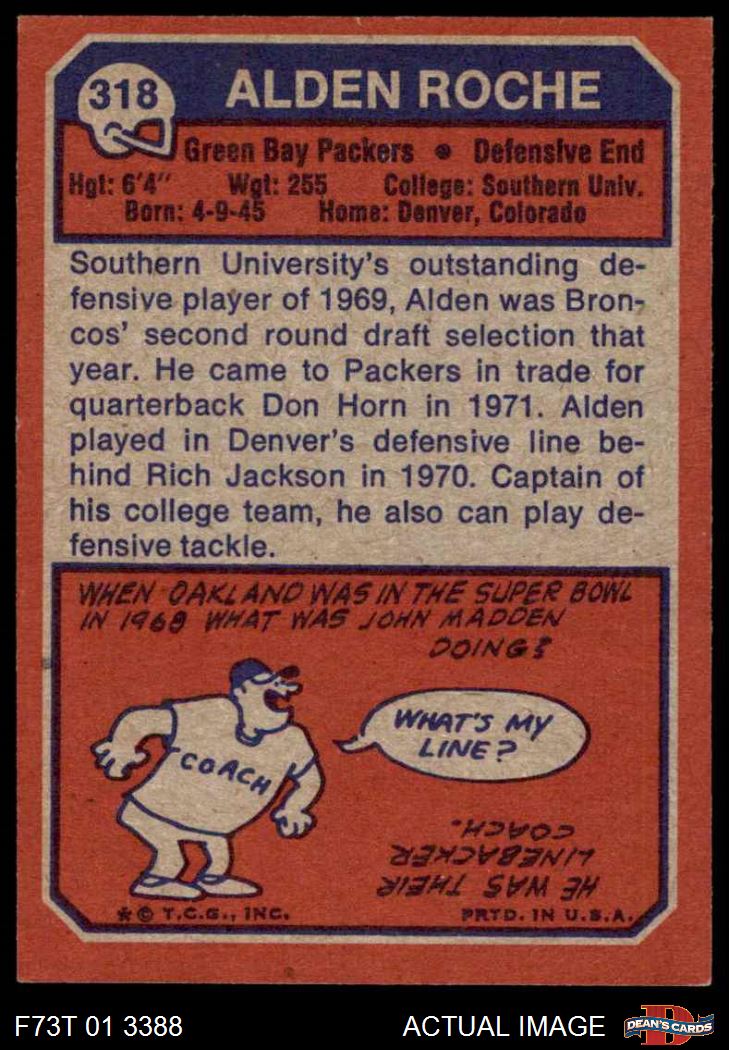 318
ALDEN ROCHE
Green Bay Packers • Defensive End
Hgt: 6'4" Wgt: 255 College: Southern Univ.
Born: 4-9-45 Home: Denver, Colorado
Southern University's outstanding de-
fensive player of 1969, Alden was Bron-
cos' second round draft selection that
year. He came to Packers in trade for
quarterback Don Horn in 1971. Alden
played in Denver's defensive line be-
hind Rich Jackson in 1970. Captain of
his college team, he also can play de-
fensive tackle.
WHEN OAKLAND WAS IN THE SUPER BOWL
IN 1968 WHAT WAS JOHN MADDEN
DOING?
WHAT'S MY
LINE?
COACH
HE WAS THEIR
LINEBACKER
COACH.
* © T.C.G., INC. PRTD. IN U.S.A.
F73T 01 3388 ACTUAL IMAGE
D
DEAN'S CARDS